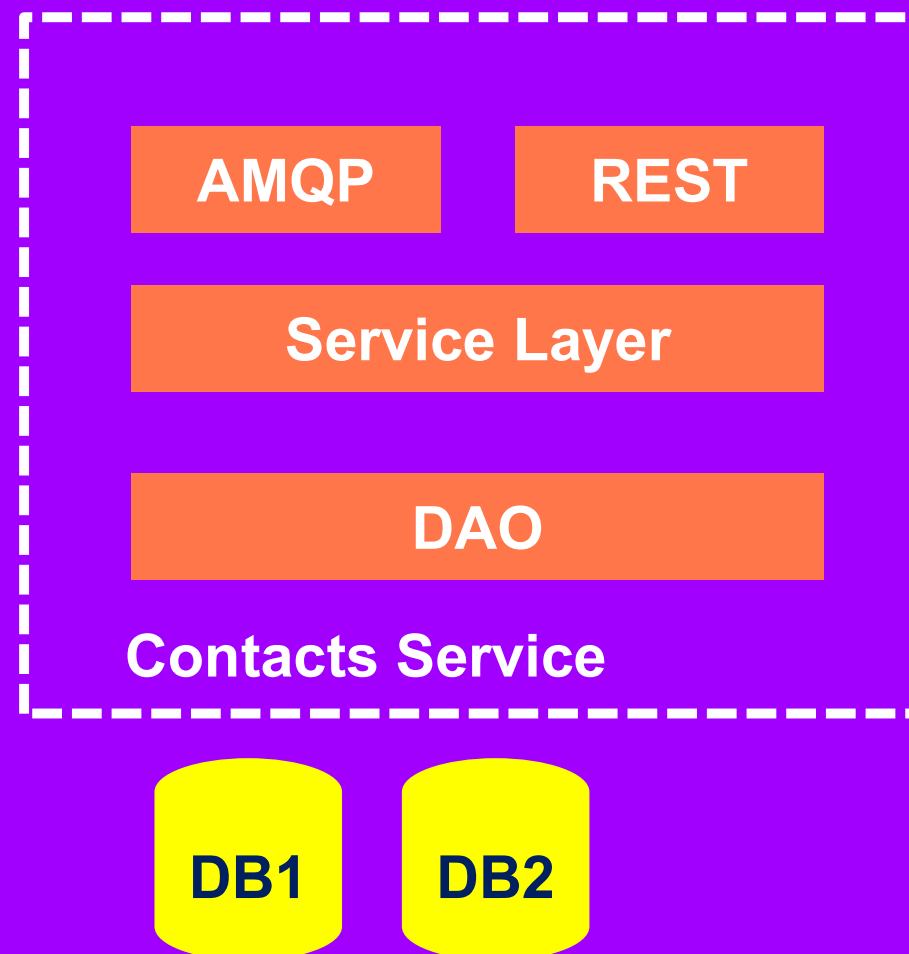 AMQP
REST
Service Layer
DAO
Contacts Service
DB1
DB2